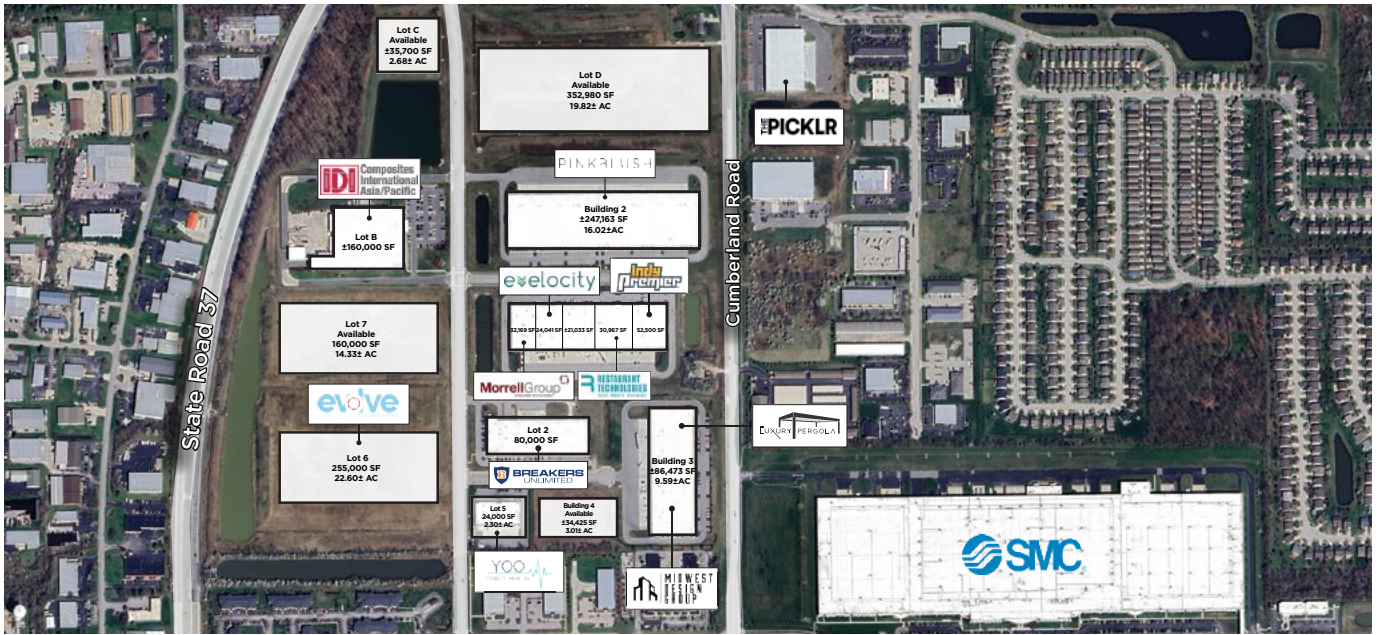 Lot C
Available
±35,700 SF
2.68± AC
Lot D
Available
352,980 SF
19.82± AC
THE PICKLR
PINKBLUSH
IDI Composites
International
Asia/Pacific
Building 2
±247,163 SF
16.02±AC
Lot B
±160,000 SF
Cumberland Road
evelocity
indy
premier
State Road 37
Lot 7
Available
160,000 SF
14.33± AC
32,169 SF
24,041 SF
±21,033 SF
30,967 SF
52,500 SF
MorrellGroup
RESTAURANT
TECHNOLOGIES
evolve
Lot 2
80,000 SF
LUXURY PERGOLA
Lot 6
255,000 SF
22.60± AC
BREAKERS
UNLIMITED
Building 3
±86,473 SF
9.59±AC
Lot 5
24,000 SF
2.30± AC
Building 4
Available
±34,425 SF
3.01± AC
SMC
YOO
DIRECT HEALTH
MIDWEST
DESIGN
GROUP